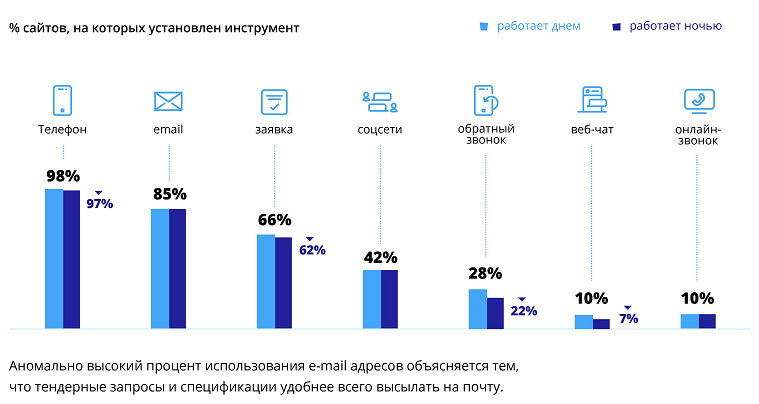 % сайтов, на которых установлен инструмент
работает днем
работает ночью
Телефон
email
заявка
соцсети
обратный
звонок
веб-чат
онлайн-
звонок
98%
97%
85%
66%
62%
42%
28%
22%
10%
7%
10%
Аномально высокий процент использования e-mail адресов объясняется тем,
что тендерные запросы и спецификации удобнее всего высылать на почту.